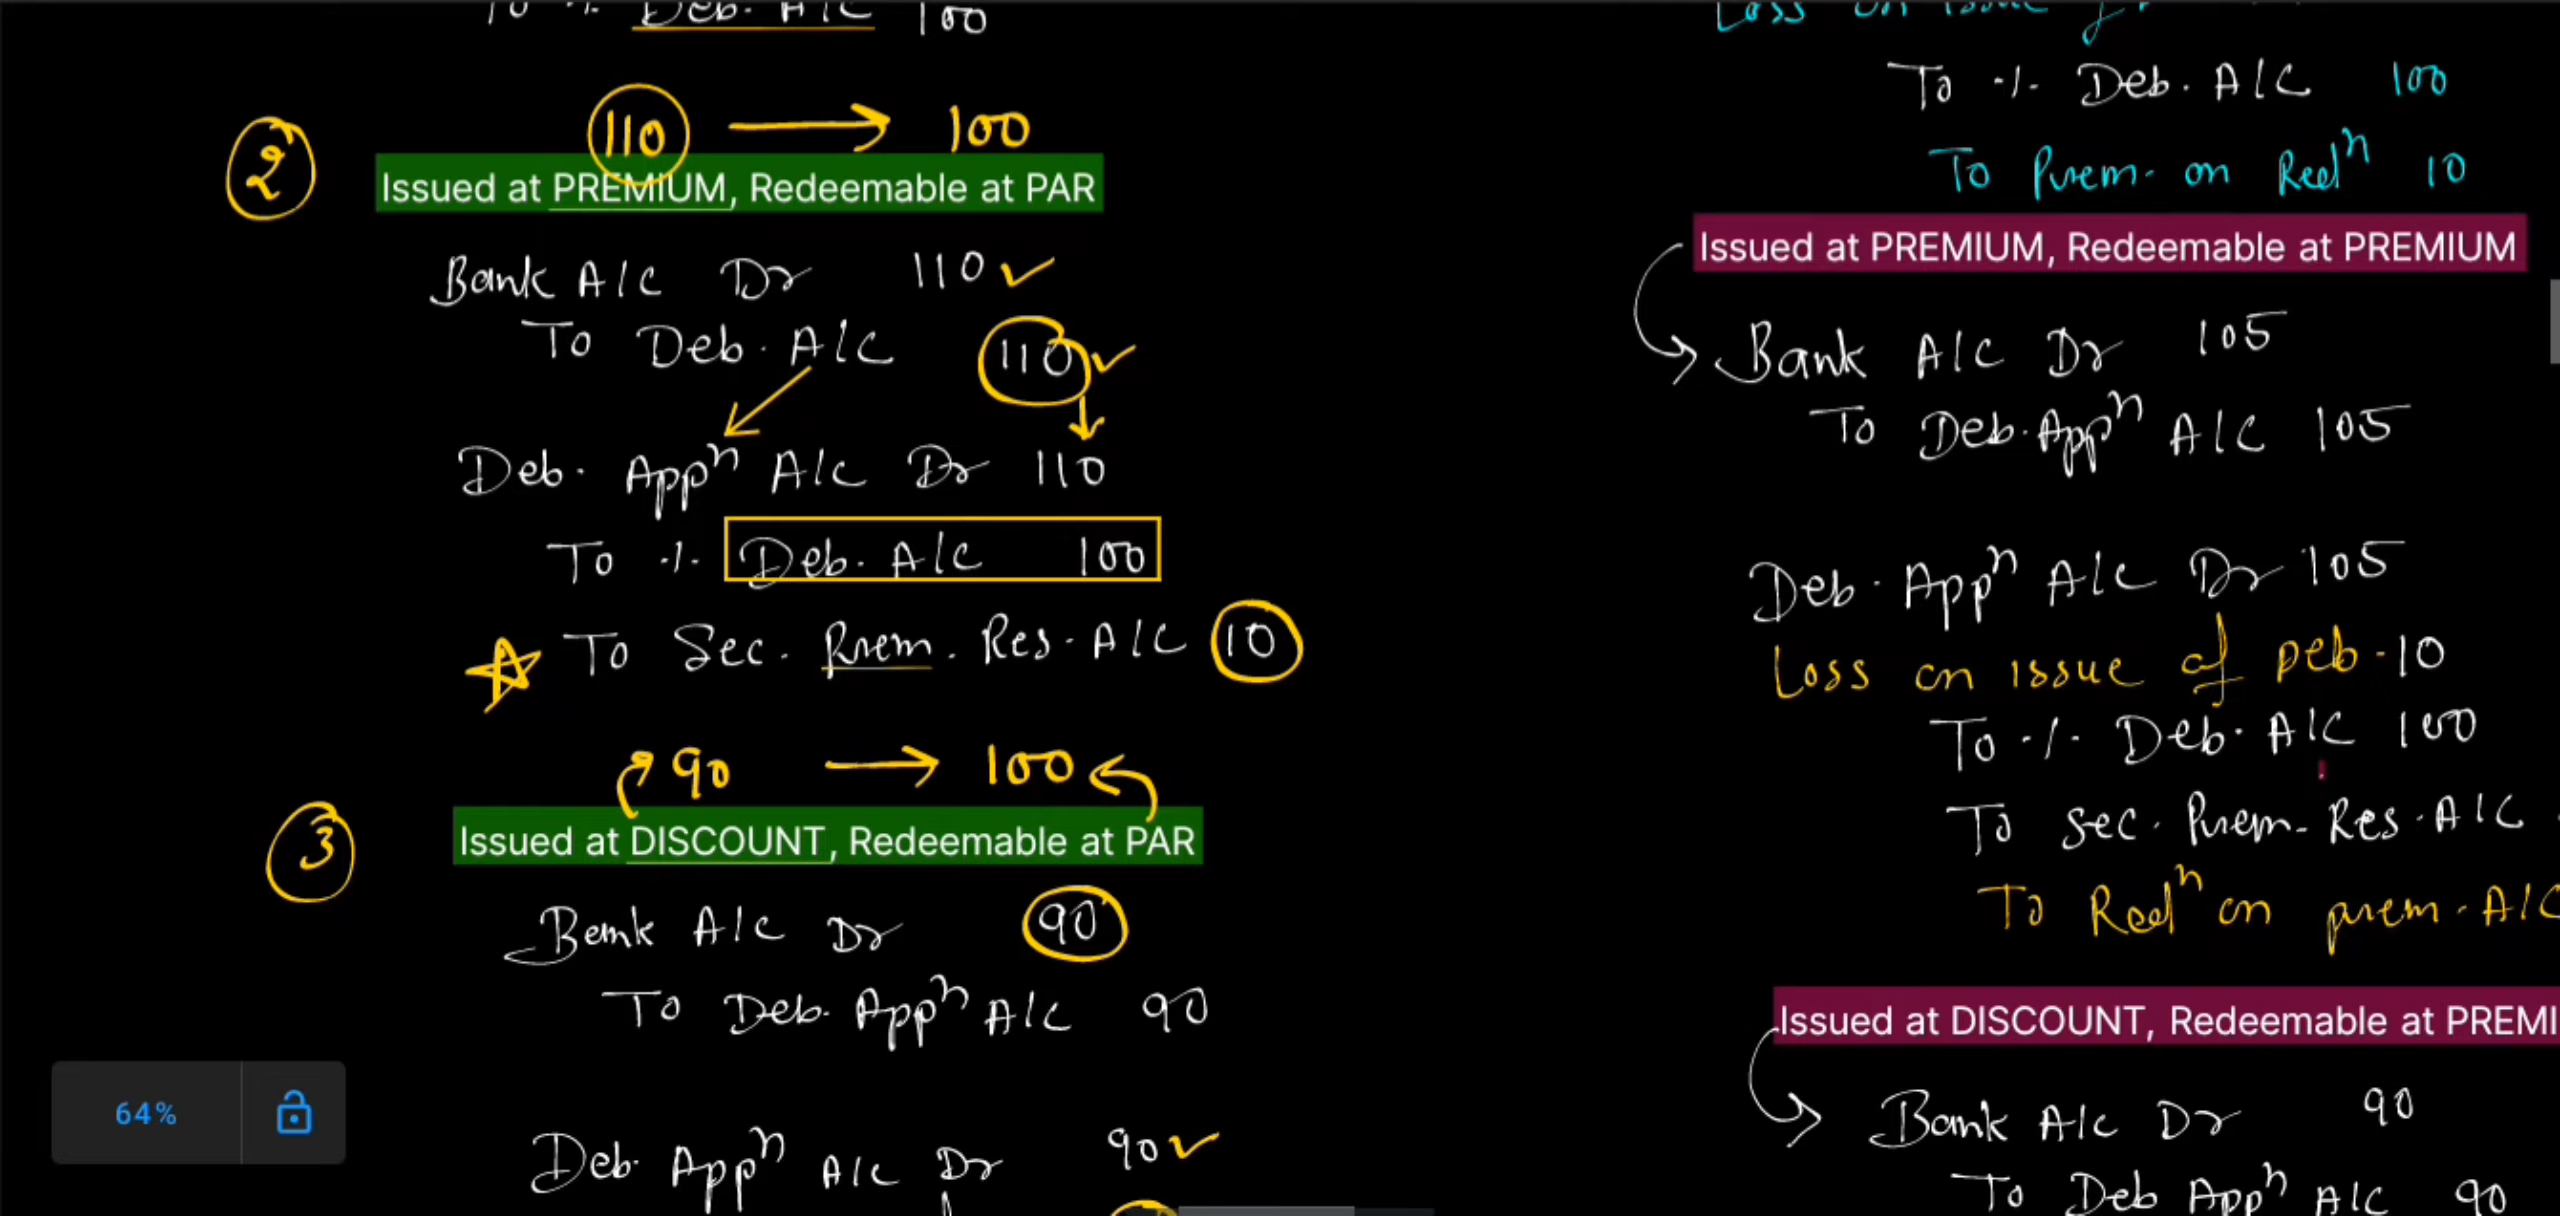 To -/- Deb. A/C 100
② 110 → 100
Issued at PREMIUM, Redeemable at PAR
Bank A/C Dr 110 ✓
To Deb. A/C 110 ✓
Deb. Appⁿ A/C Dr 110
To -/- Deb. A/C 100
☆ To Sec. Prem. Res. A/C 10
90 → 100
③ Issued at DISCOUNT, Redeemable at PAR
Bank A/C Dr 90
To Deb. Appⁿ A/C 90
Deb. Appⁿ A/C Dr 90 ✓
64%
Loss on issue
To -/- Deb. A/C 100
To Prem. on Redⁿ 10
Issued at PREMIUM, Redeemable at PREMIUM
Bank A/C Dr 105
To Deb. Appⁿ A/C 105
Deb. Appⁿ A/C Dr 105
Loss on issue of Deb. 10
To -/- Deb. A/C 100
To Sec. Prem. Res. A/C
To Redⁿ on prem. A/C
Issued at DISCOUNT, Redeemable at PREMI
Bank A/C Dr 90
To Deb Appⁿ A/C 90